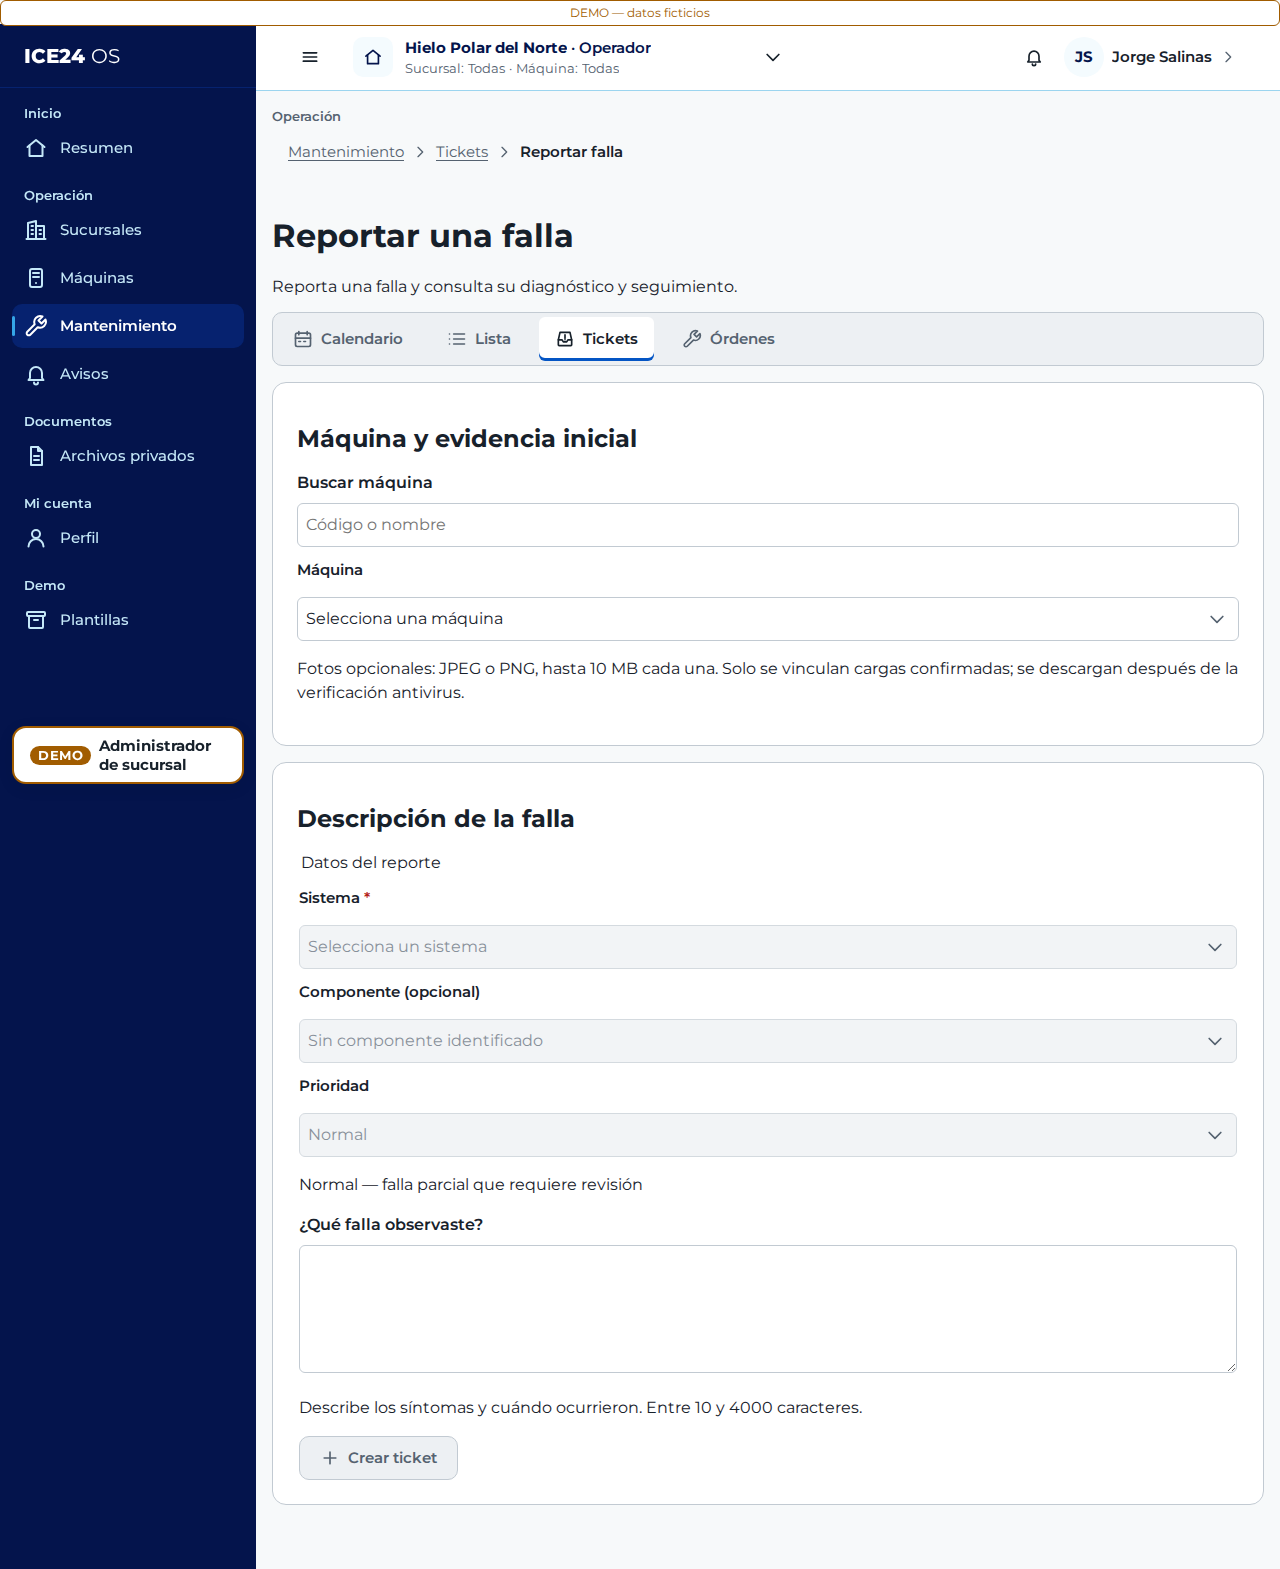 DEMO — datos ficticios
ICE24 OS
Hielo Polar del Norte · Operador
Sucursal: Todas · Máquina: Todas
JS
Jorge Salinas
Inicio
Resumen
Operación
Sucursales
Máquinas
Mantenimiento
Avisos
Documentos
Archivos privados
Mi cuenta
Perfil
Demo
Plantillas
DEMO
Administrador
de sucursal
Operación
Mantenimiento
Tickets
Reportar falla
Reportar una falla
Reporta una falla y consulta su diagnóstico y seguimiento.
Calendario
Lista
Tickets
Órdenes
Máquina y evidencia inicial
Buscar máquina
Código o nombre
Máquina
Selecciona una máquina
Fotos opcionales: JPEG o PNG, hasta 10 MB cada una. Solo se vinculan cargas confirmadas; se descargan después de la
verificación antivirus.
Descripción de la falla
Datos del reporte
Sistema *
Selecciona un sistema
Componente (opcional)
Sin componente identificado
Prioridad
Normal
Normal — falla parcial que requiere revisión
¿Qué falla observaste?
Describe los síntomas y cuándo ocurrieron. Entre 10 y 4000 caracteres.
Crear ticket